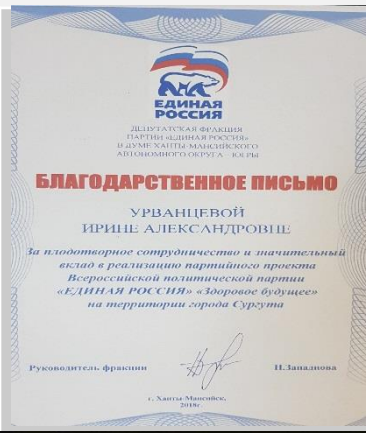 ЕДИНАЯ
РОССИЯ
ДЕПУТАТСКАЯ ФРАКЦИЯ
ПАРТИИ «ЕДИНАЯ РОССИЯ»
В ДУМЕ ХАНТЫ-МАНСИЙСКОГО
АВТОНОМНОГО ОКРУГА - ЮГРЫ
БЛАГОДАРСТВЕННОЕ ПИСЬМО
УРВАНЦЕВОЙ
ИРИНЕ АЛЕКСАНДРОВНЕ
За плодотворное сотрудничество и значительный
вклад в реализацию партийного проекта
Всероссийской политической партии
«ЕДИНАЯ РОССИЯ» «Здоровое будущее»
на территории города Сургута
Руководитель фракции Н.Западнова
г. Ханты-Мансийск,